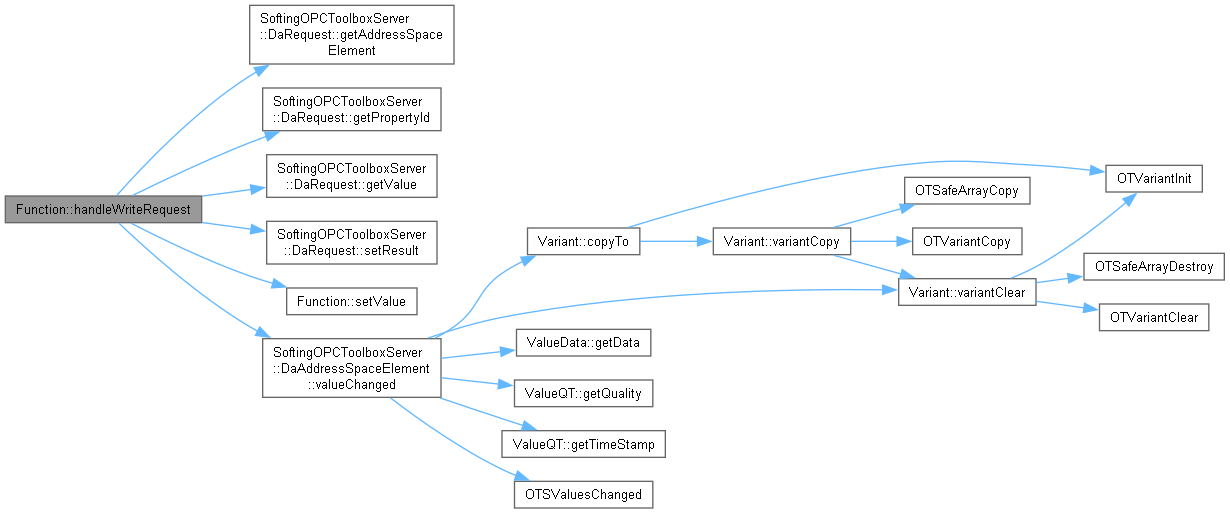 SoftingOPCToolboxServer
::DaRequest::getAddressSpace
Element
SoftingOPCToolboxServer
::DaRequest::getPropertyId
SoftingOPCToolboxServer
::DaRequest::getValue
Function::handleWriteRequest
SoftingOPCToolboxServer
::DaRequest::setResult
Function::setValue
SoftingOPCToolboxServer
::DaAddressSpaceElement
::valueChanged
Variant::copyTo
ValueData::getData
ValueQT::getQuality
ValueQT::getTimeStamp
OTSValuesChanged
Variant::variantCopy
OTSafeArrayCopy
OTVariantCopy
Variant::variantClear
OTVariantInit
OTSafeArrayDestroy
OTVariantClear